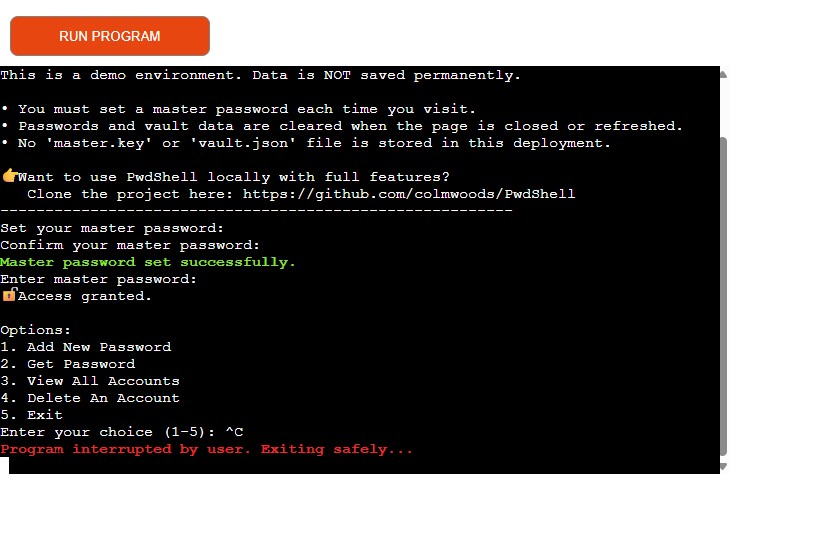 RUN PROGRAM
This is a demo environment. Data is NOT saved permanently.
• You must set a master password each time you visit.
• Passwords and vault data are cleared when the page is closed or refreshed.
• No 'master.key' or 'vault.json' file is stored in this deployment.
👉Want to use PwdShell locally with full features?
Clone the project here: https://github.com/colmwoods/PwdShell
---------------------------------------------------------
Set your master password:
Confirm your master password:
Master password set successfully.
Enter master password:
🔓Access granted.
Options:
1. Add New Password
2. Get Password
3. View All Accounts
4. Delete An Account
5. Exit
Enter your choice (1-5): ^C
Program interrupted by user. Exiting safely...